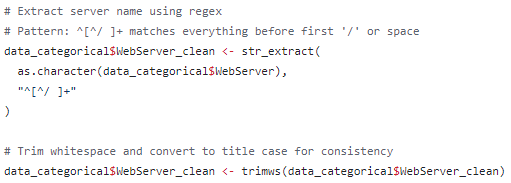 # Extract server name using regex
# Pattern: ^[^/ ]+ matches everything before first '/' or space
data_categorical$WebServer_clean <- str_extract(
  as.character(data_categorical$WebServer),
  "^[^/ ]+"
)
# Trim whitespace and convert to title case for consistency
data_categorical$WebServer_clean <- trimws(data_categorical$WebServer_clean)